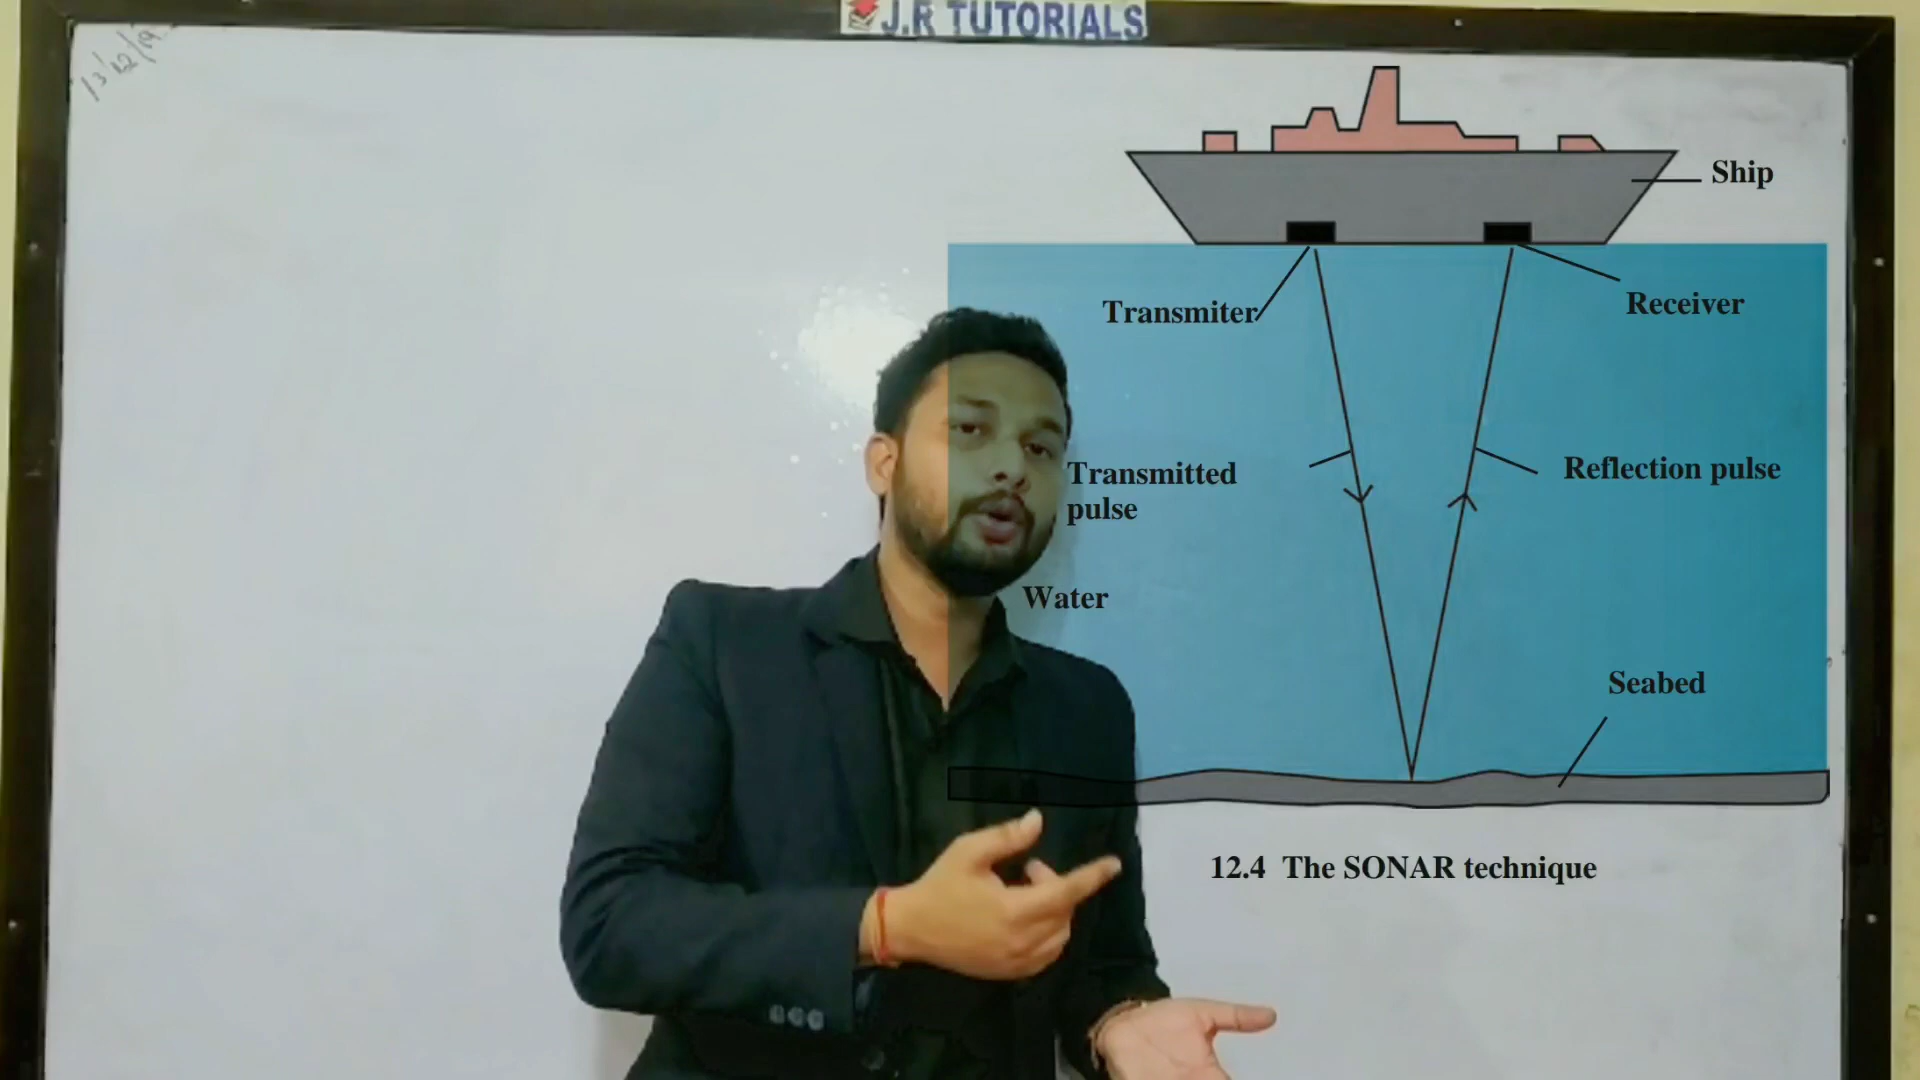 J.R TUTORIALS
Ship
Transmiter
Receiver
Transmitted
pulse
Reflection pulse
Water
Seabed
12.4 The SONAR technique